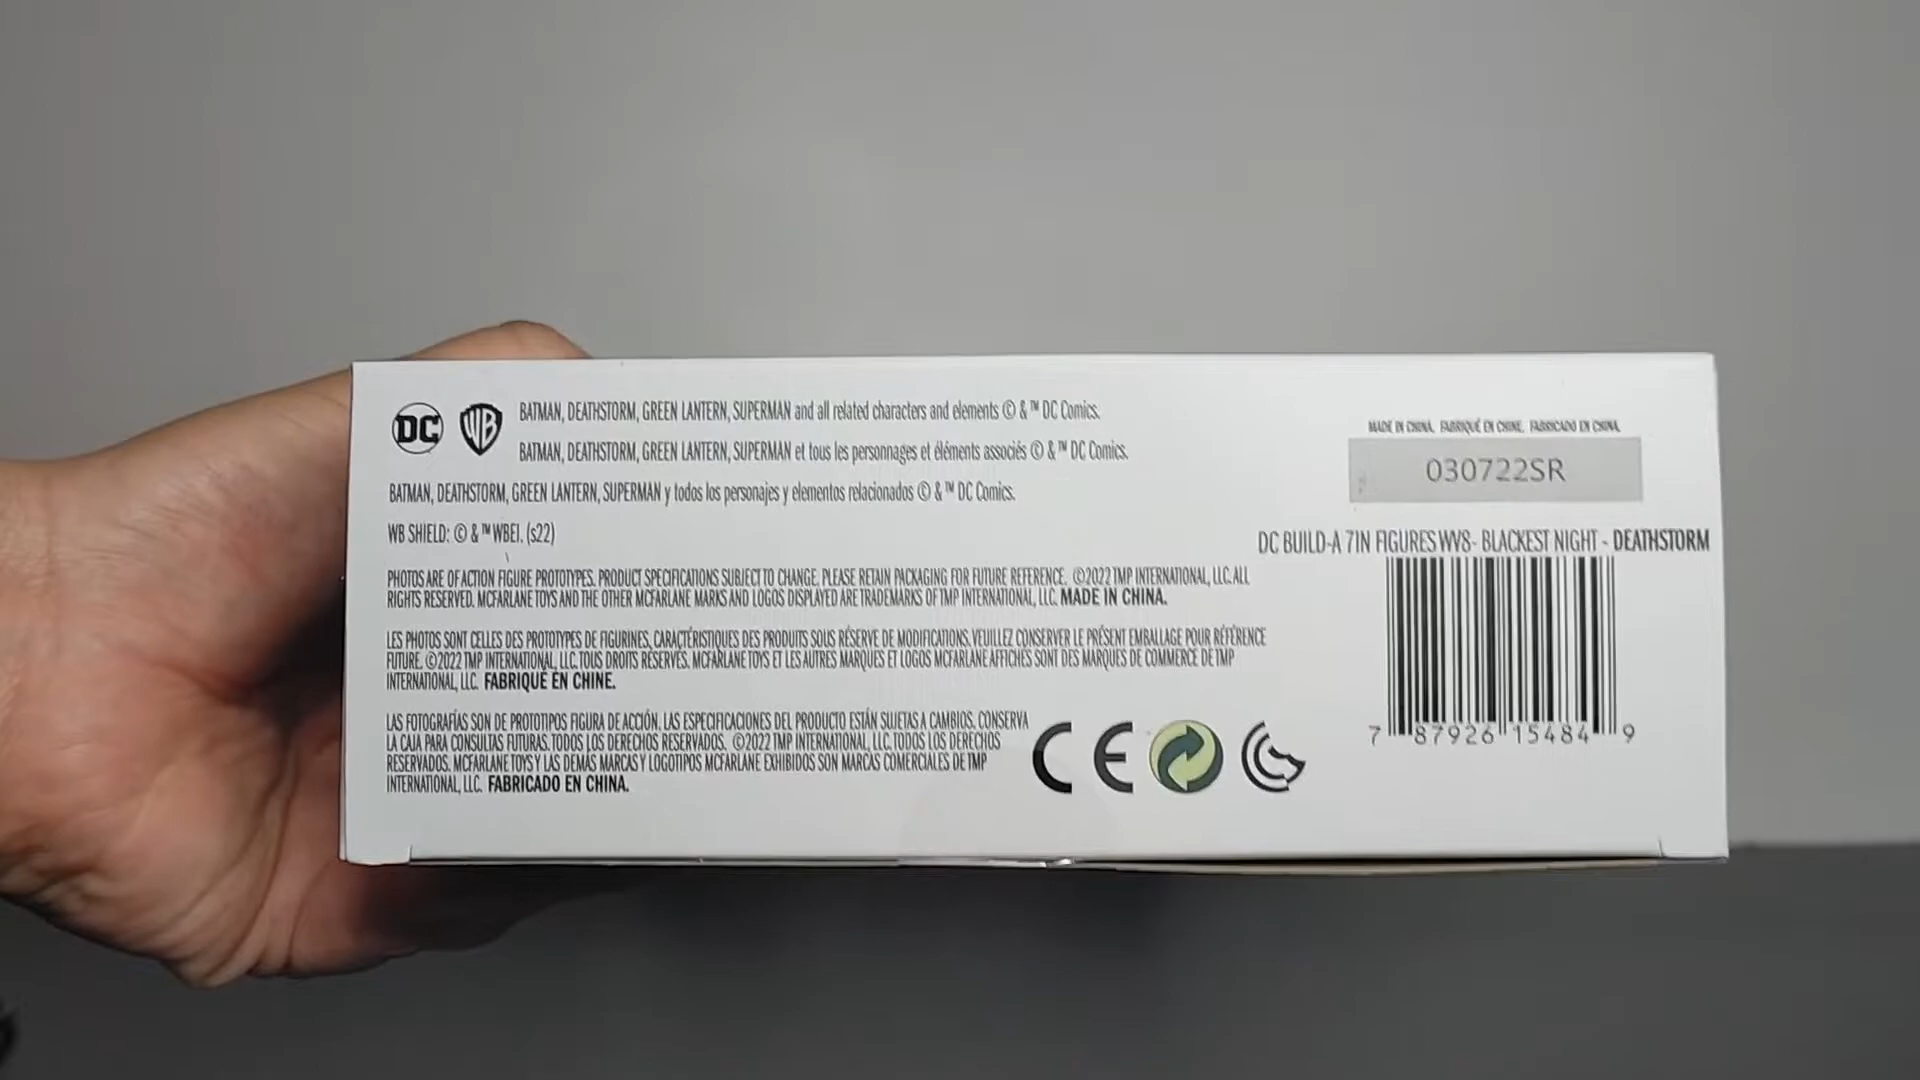 DC
WB
BATMAN, DEATHSTORM, GREEN LANTERN, SUPERMAN and all related characters and elements © & ™ DC Comics.
BATMAN, DEATHSTORM, GREEN LANTERN, SUPERMAN et tous les personnages et éléments associés © & ™ DC Comics.
BATMAN, DEATHSTORM, GREEN LANTERN, SUPERMAN y todos los personajes y elementos relacionados © & ™ DC Comics.
WB SHIELD: © & ™ WBEI. (s22)
PHOTOS ARE OF ACTION FIGURE PROTOTYPES. PRODUCT SPECIFICATIONS SUBJECT TO CHANGE. PLEASE RETAIN PACKAGING FOR FUTURE REFERENCE. ©2022 TMP INTERNATIONAL, LLC. ALL
RIGHTS RESERVED. MCFARLANE TOYS AND THE OTHER MCFARLANE MARKS AND LOGOS DISPLAYED ARE TRADEMARKS OF TMP INTERNATIONAL, LLC. MADE IN CHINA.
LES PHOTOS SONT CELLES DES PROTOTYPES DE FIGURINES, CARACTÉRISTIQUES DES PRODUITS SOUS RÉSERVE DE MODIFICATIONS. VEUILLEZ CONSERVER LE PRÉSENT EMBALLAGE POUR RÉFÉRENCE
FUTURE. ©2022 TMP INTERNATIONAL, LLC. TOUS DROITS RÉSERVÉS. MCFARLANE TOYS ET LES AUTRES MARQUES ET LOGOS MCFARLANE AFFICHÉS SONT DES MARQUES DE COMMERCE DE TMP
INTERNATIONAL, LLC. FABRIQUÉ EN CHINE.
LAS FOTOGRAFÍAS SON DE PROTOTIPOS FIGURA DE ACCIÓN. LAS ESPECIFICACIONES DEL PRODUCTO ESTÁN SUJETAS A CAMBIOS. CONSERVA
LA CAJA PARA CONSULTAS FUTURAS. TODOS LOS DERECHOS RESERVADOS. ©2022 TMP INTERNATIONAL, LLC. TODOS LOS DERECHOS
RESERVADOS. MCFARLANE TOYS Y LAS DEMÁS MARCAS Y LOGOTIPOS MCFARLANE EXHIBIDOS SON MARCAS COMERCIALES DE TMP
INTERNATIONAL, LLC. FABRICADO EN CHINA.
CE
MADE IN CHINA. FABRIQUÉ EN CHINE. FABRICADO EN CHINA.
030722SR
DC BUILD-A 7IN FIGURES WV8- BLACKEST NIGHT - DEATHSTORM
7 87926 15484 9